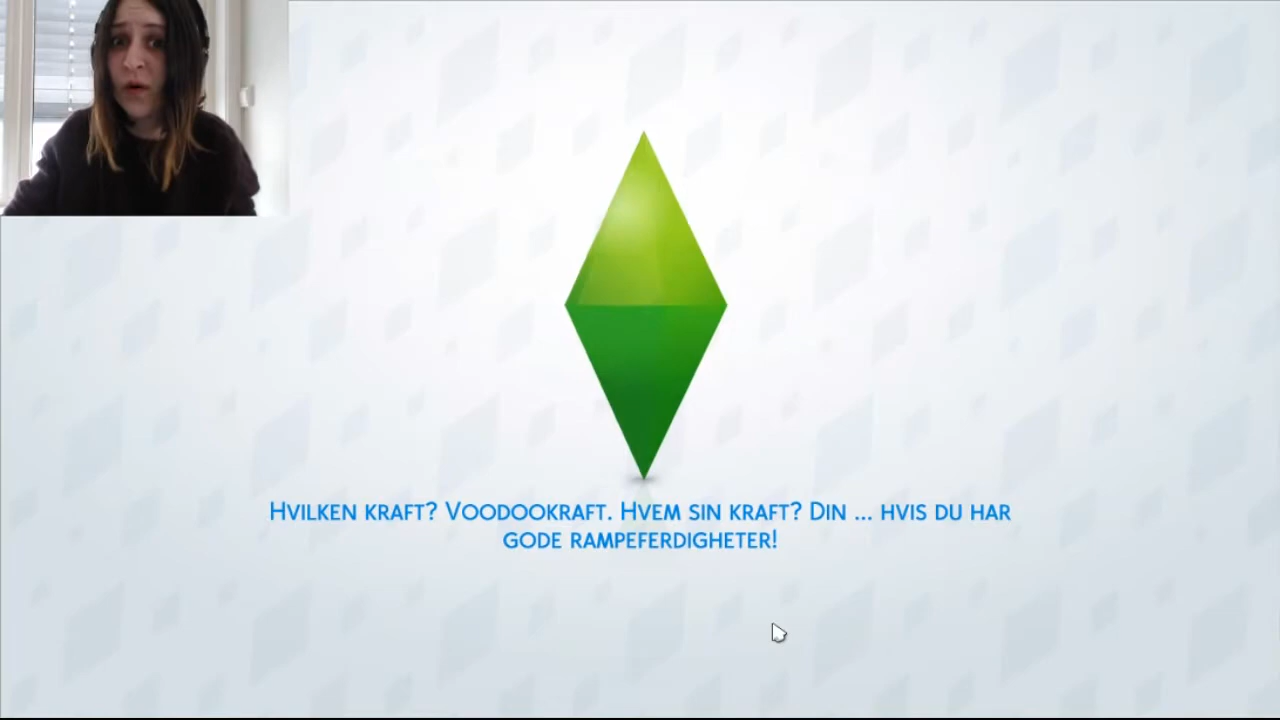 Hvilken kraft? Voodookraft. Hvem sin kraft? Din ... hvis du har
gode rampeferdigheter!